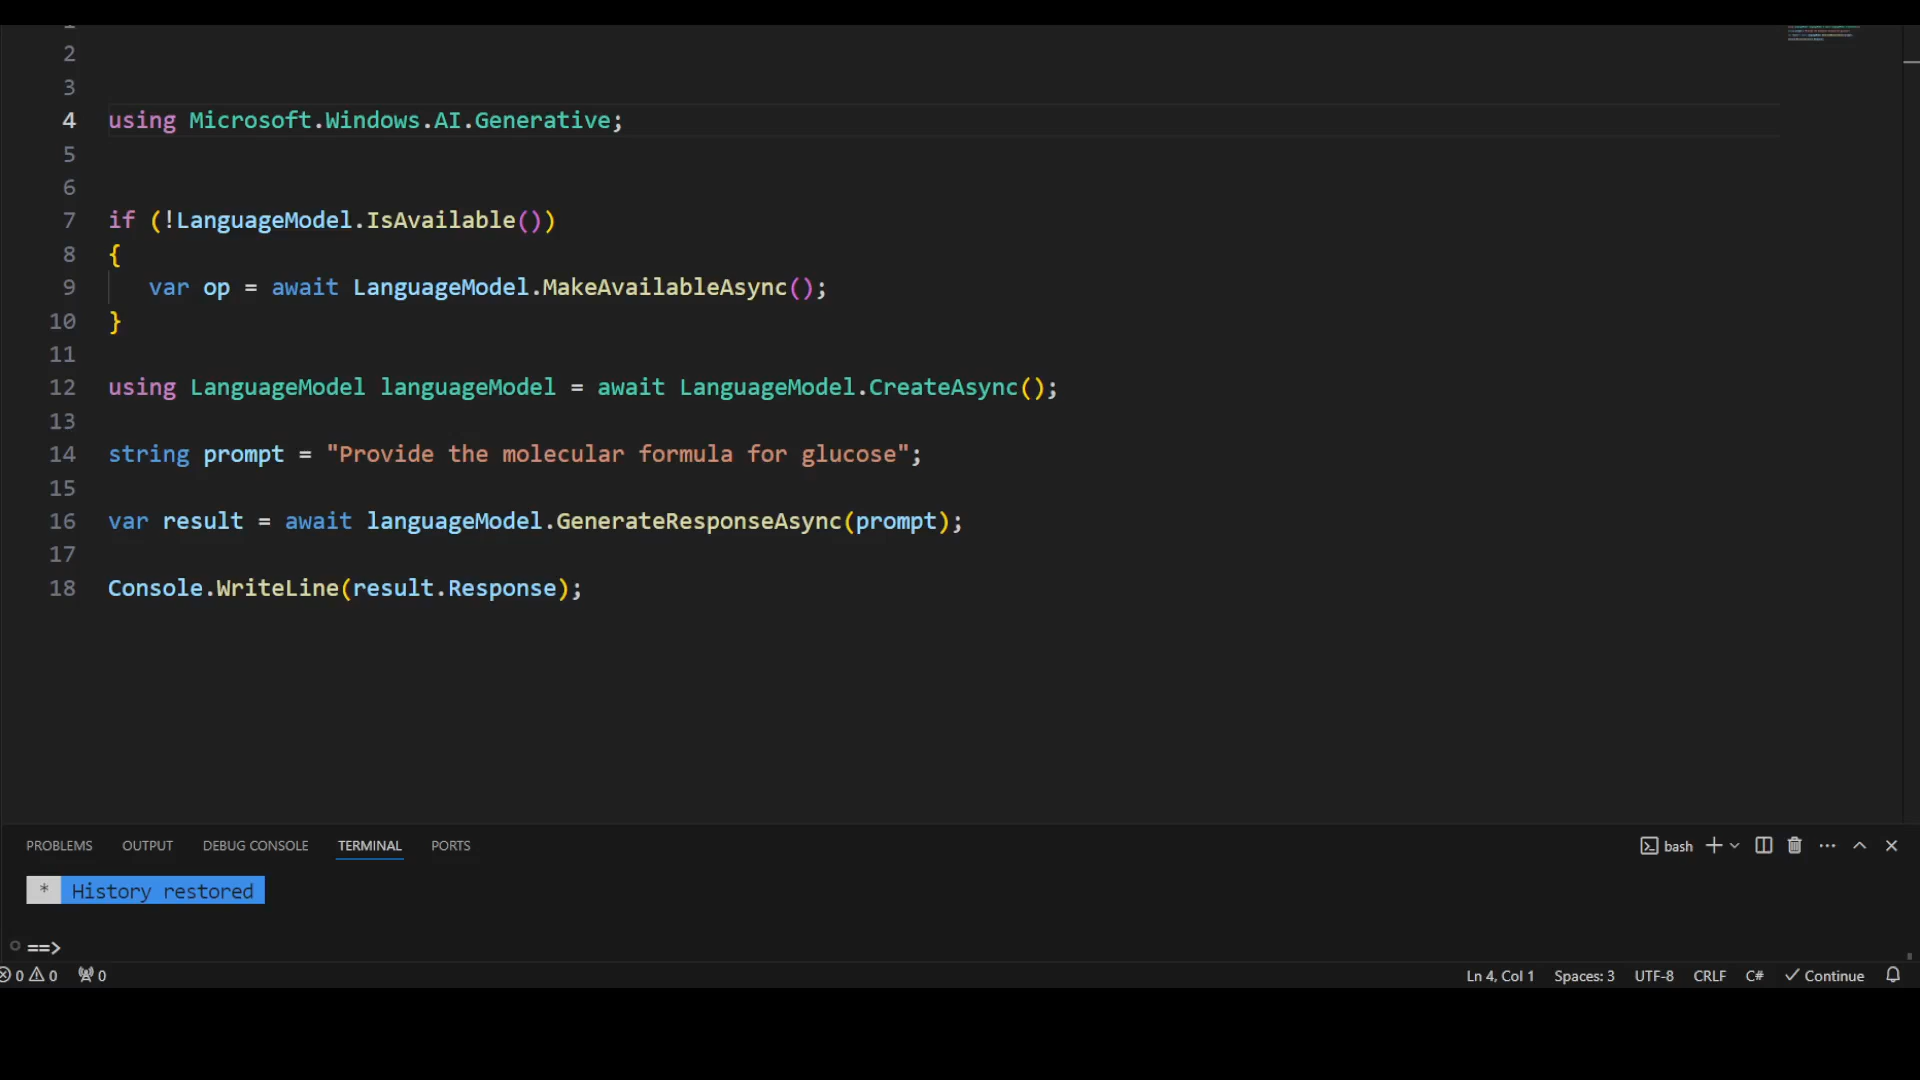 2
3
4 using Microsoft.Windows.AI.Generative;
5
6
7 if (!LanguageModel.IsAvailable())
8 {
9 var op = await LanguageModel.MakeAvailableAsync();
10 }
11
12 using LanguageModel languageModel = await LanguageModel.CreateAsync();
13
14 string prompt = "Provide the molecular formula for glucose";
15
16 var result = await languageModel.GenerateResponseAsync(prompt);
17
18 Console.WriteLine(result.Response);
PROBLEMS OUTPUT DEBUG CONSOLE TERMINAL PORTS bash
* History restored
==>
0 0 0 Ln 4, Col 1 Spaces: 3 UTF-8 CRLF C# Continue